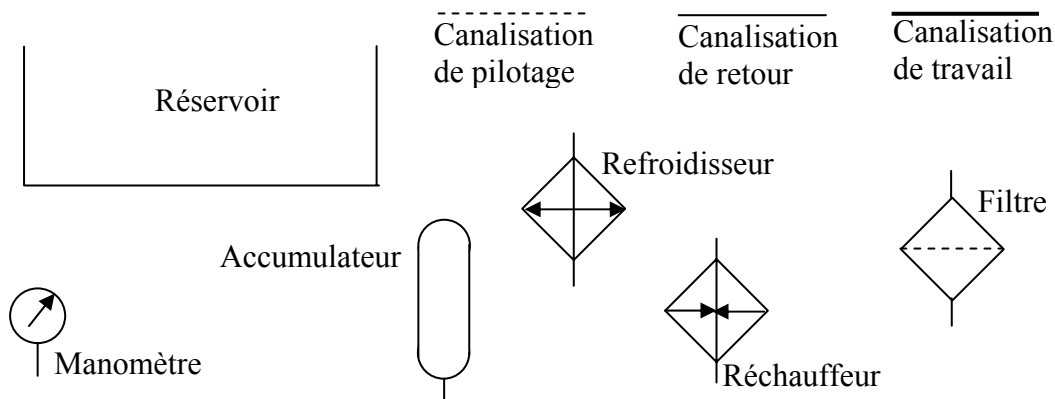 Canalisation
de pilotage
Canalisation
de retour
Canalisation
de travail
Réservoir
Refroidisseur
Filtre
Accumulateur
Manomètre
Réchauffeur